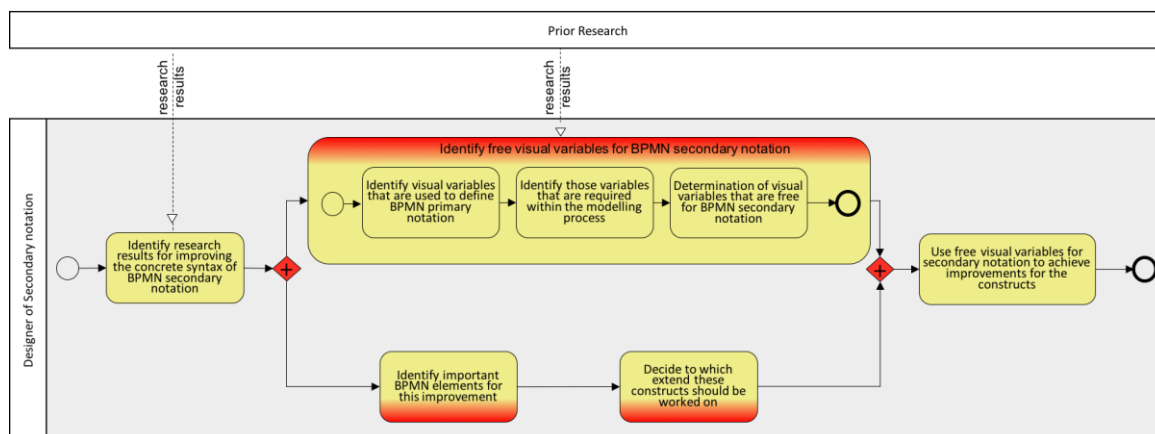 Prior Research
research
results
research
results
Designer of Secondary notation
Identify free visual variables for BPMN secondary notation
Identify visual variables
that are used to define
BPMN primary
notation
Identify those variables
that are required
within the modelling
process
Determination of visual
variables that are free
for BPMN secondary
notation
Identify research
results for improving
the concrete syntax of
BPMN secondary
notation
Use free visual variables for
secondary notation to achieve
improvements for the
constructs
Identify important
BPMN elements for
this improvement
Decide to which
extend these
constructs should be
worked on